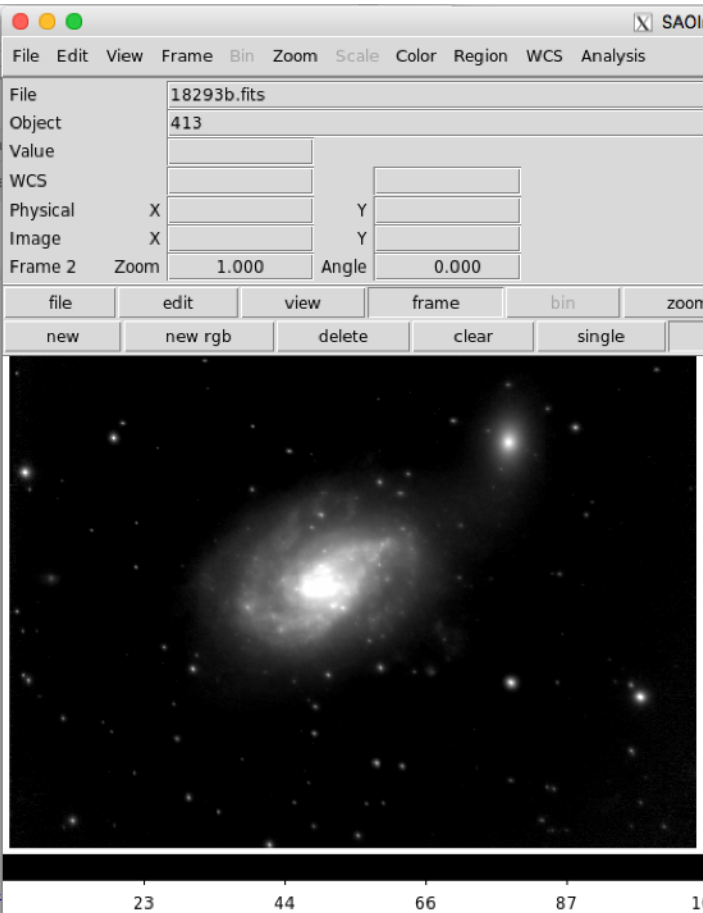 SAOI
File Edit View Frame Bin Zoom Scale Color Region WCS Analysis
File 18293b.fits
Object 413
Value
WCS
Physical X Y
Image X Y
Frame 2 Zoom 1.000 Angle 0.000
file edit view frame bin zoom
new new rgb delete clear single
23 44 66 87 10